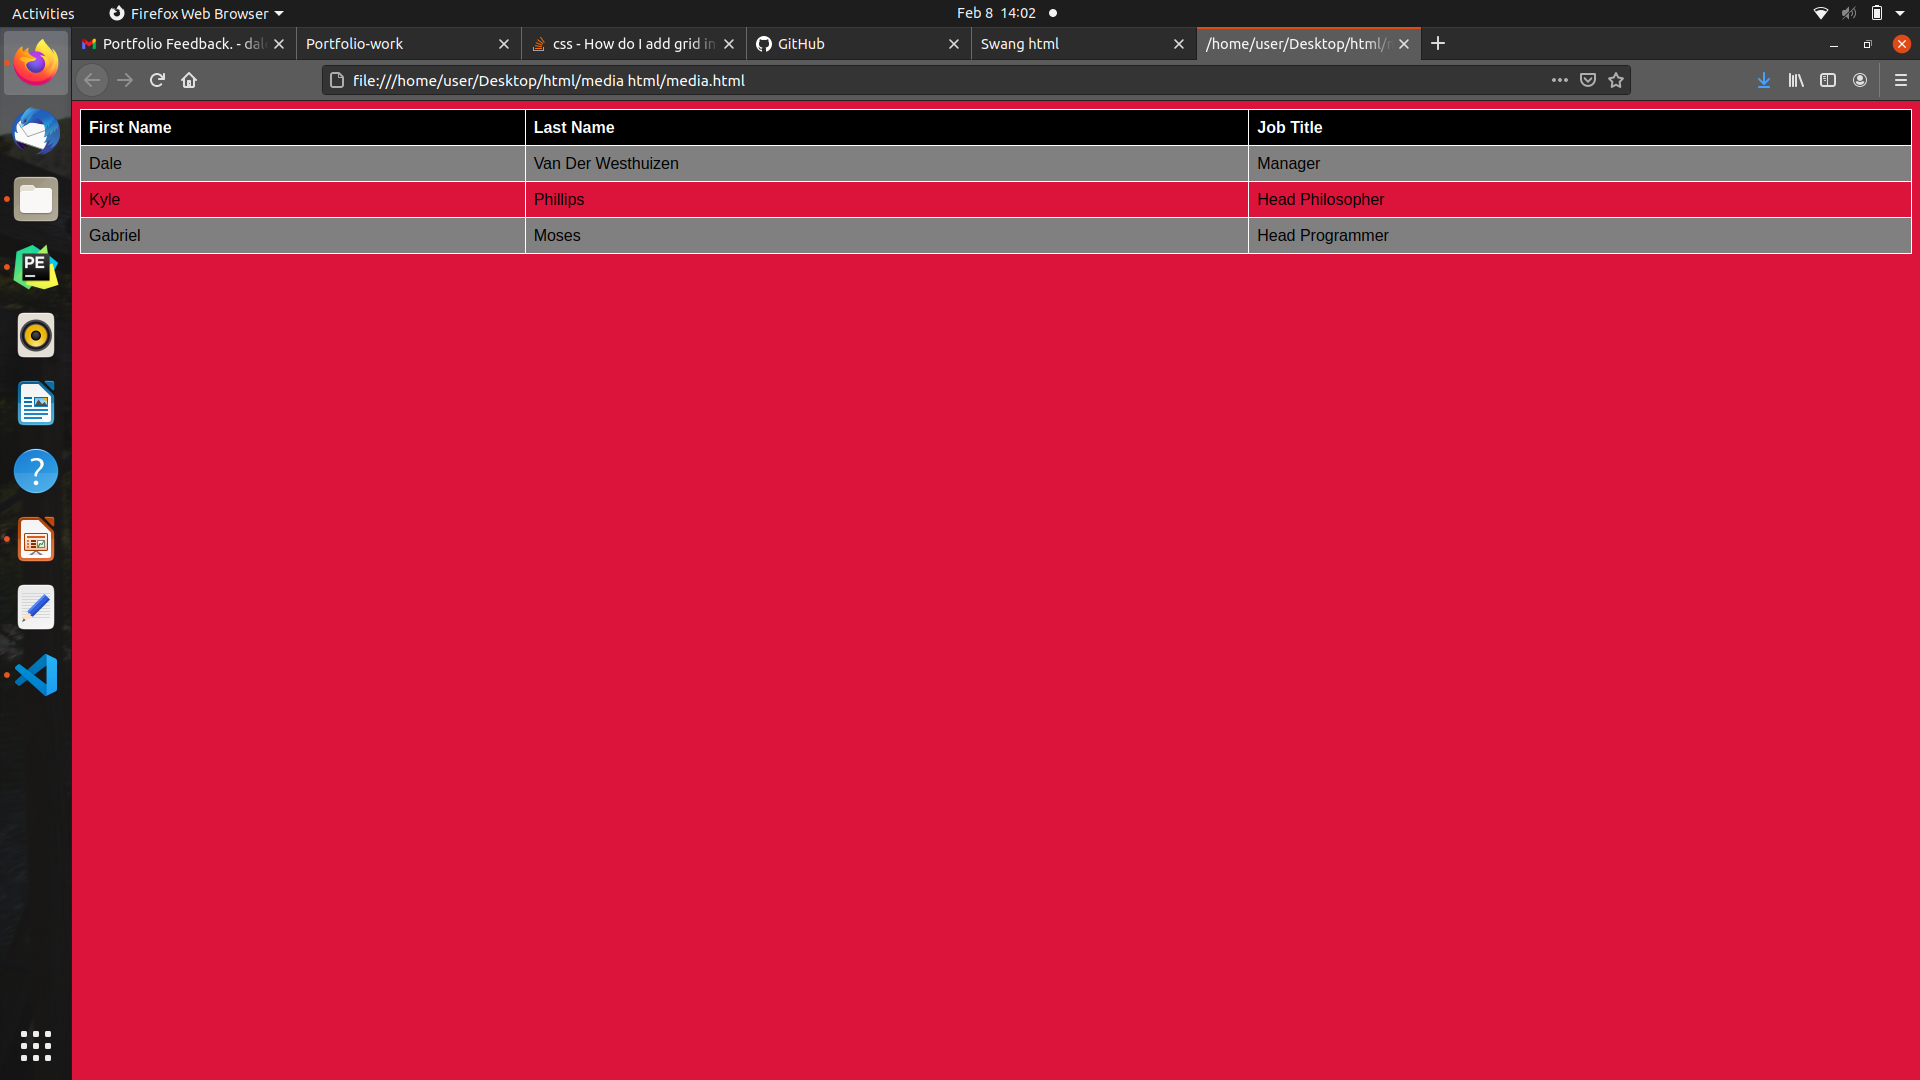 Activities Firefox Web Browser Feb 8 14:02
Portfolio Feedback. - dal Portfolio-work css - How do I add grid in GitHub Swang html /home/user/Desktop/html/
file:///home/user/Desktop/html/media html/media.html
First Name Last Name Job Title
Dale Van Der Westhuizen Manager
Kyle Phillips Head Philosopher
Gabriel Moses Head Programmer
PE
?